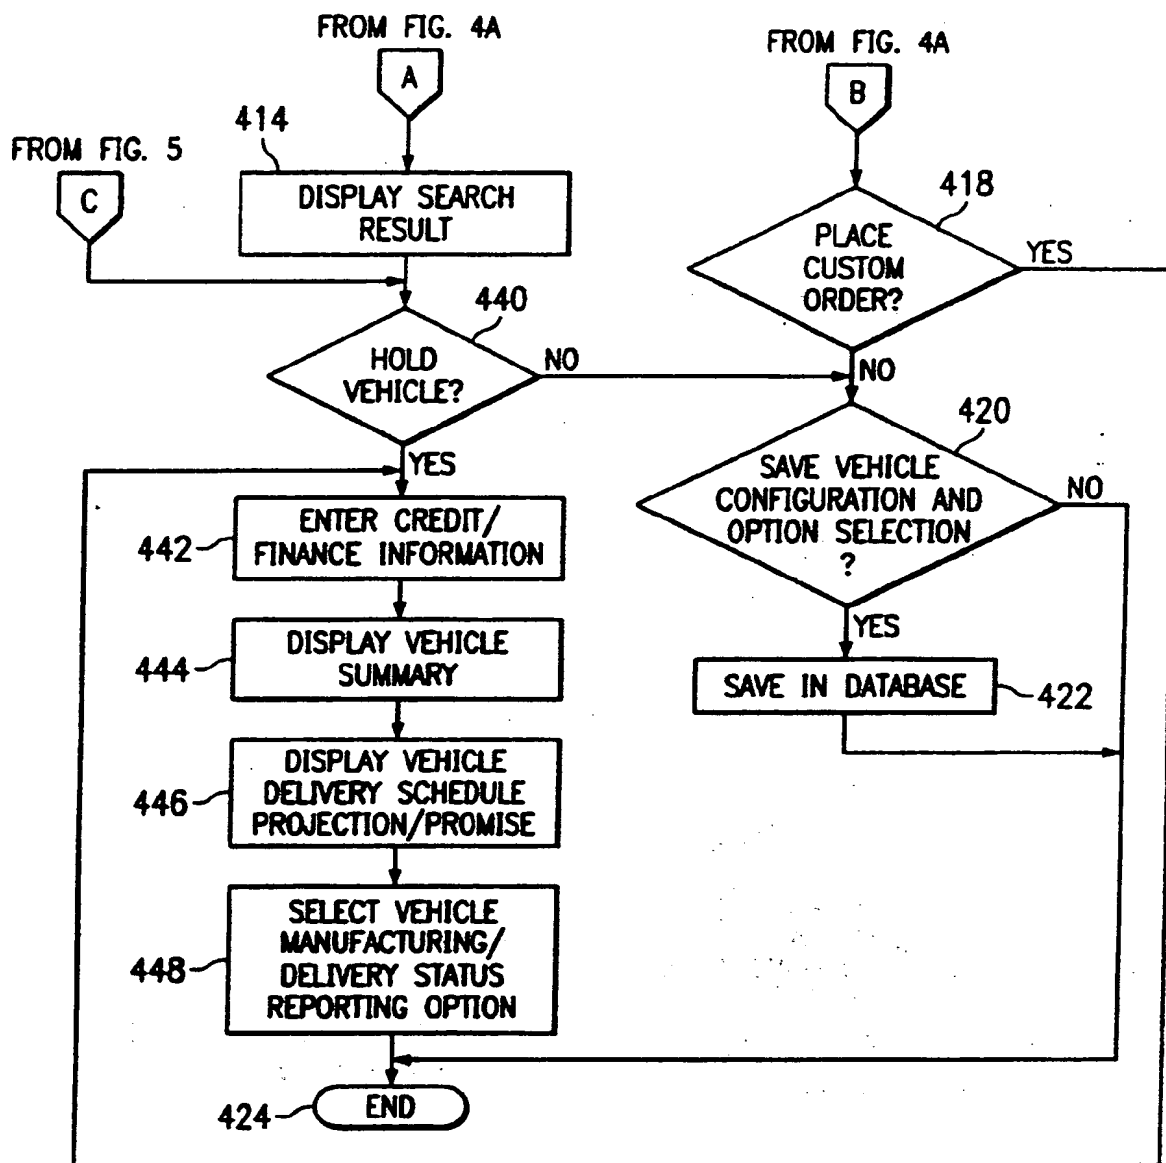 FROM FIG. 4A
A
FROM FIG. 4A
B
414
FROM FIG. 5
C
DISPLAY SEARCH
RESULT
418
PLACE
CUSTOM
ORDER?
YES
440
HOLD
VEHICLE?
NO
NO
YES
420
SAVE VEHICLE
CONFIGURATION AND
OPTION SELECTION
?
NO
442
ENTER CREDIT/
FINANCE INFORMATION
YES
444
DISPLAY VEHICLE
SUMMARY
SAVE IN DATABASE
422
446
DISPLAY VEHICLE
DELIVERY SCHEDULE
PROJECTION/PROMISE
448
SELECT VEHICLE
MANUFACTURING/
DELIVERY STATUS
REPORTING OPTION
424
END